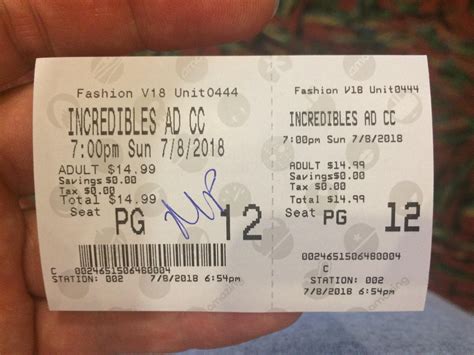 Fashion V18 Unit0444
INCREDIBLES AD CC
7:00pm Sun 7/8/2018
ADULT $14.99
Savings $0.00
Tax $0.00
Total $14.99
Seat PG 12
C 0024651506480004
STATION: 002 7/8/2018 6:54pm
Fashion V18 Unit0444
INCREDIBLES AD CC
7:00pm Sun 7/8/2018
ADULT $14.99
Savings $0.00
Tax $0.00
Total $14.99
Seat PG 12
0024651506480004
C
STATION: 002
7/8/2018 6:54pm